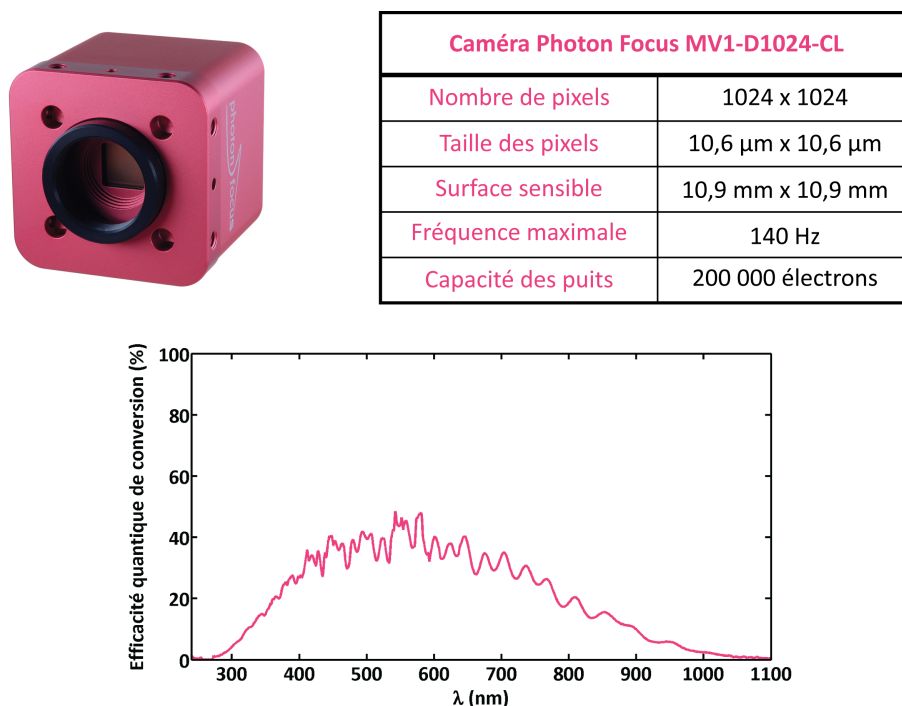 photon focus
Caméra Photon Focus MV1-D1024-CL
Nombre de pixels 1024 x 1024
Taille des pixels 10,6 µm x 10,6 µm
Surface sensible 10,9 mm x 10,9 mm
Fréquence maximale 140 Hz
Capacité des puits 200 000 électrons
Efficacité quantique de conversion (%)
100
80
60
40
20
0
300 400 500 600 700 800 900 1000 1100
λ (nm)